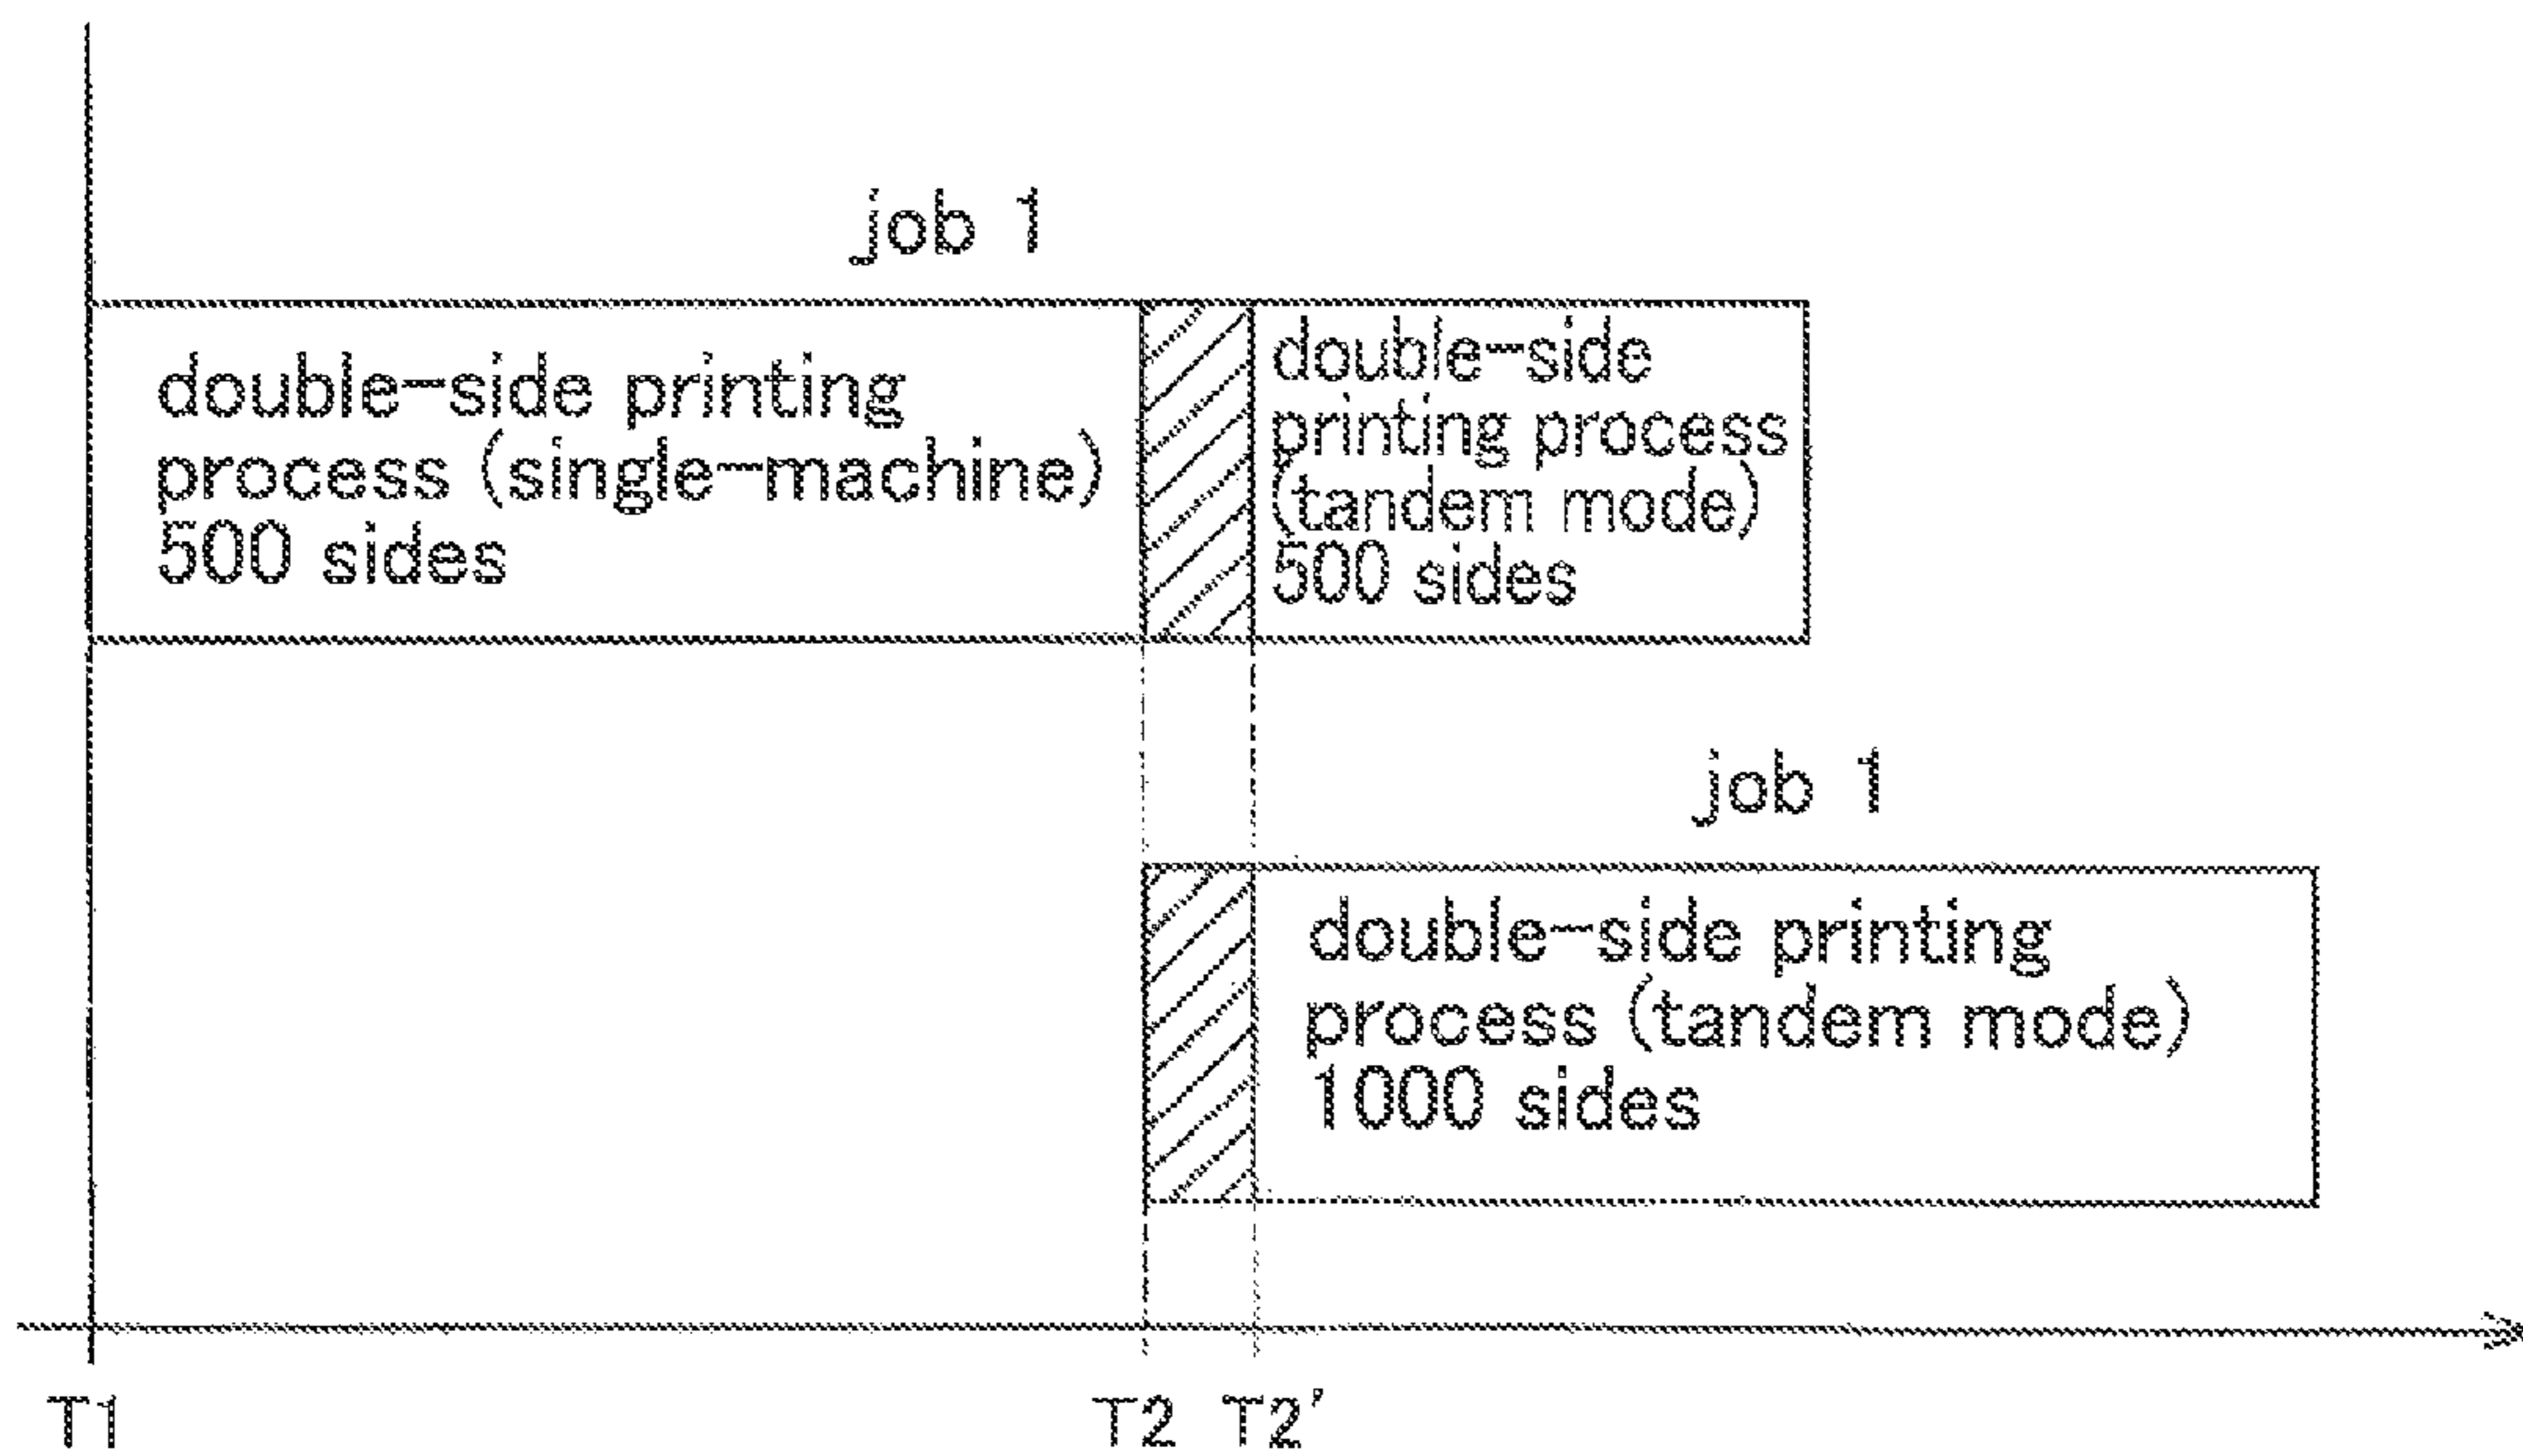 job 1
double-side printing
process (single-machine)
500 sides
double-side
printing process
(tandem mode)
500 sides
job 1
double-side printing
process (tandem mode)
1000 sides
T1
T2
T2'